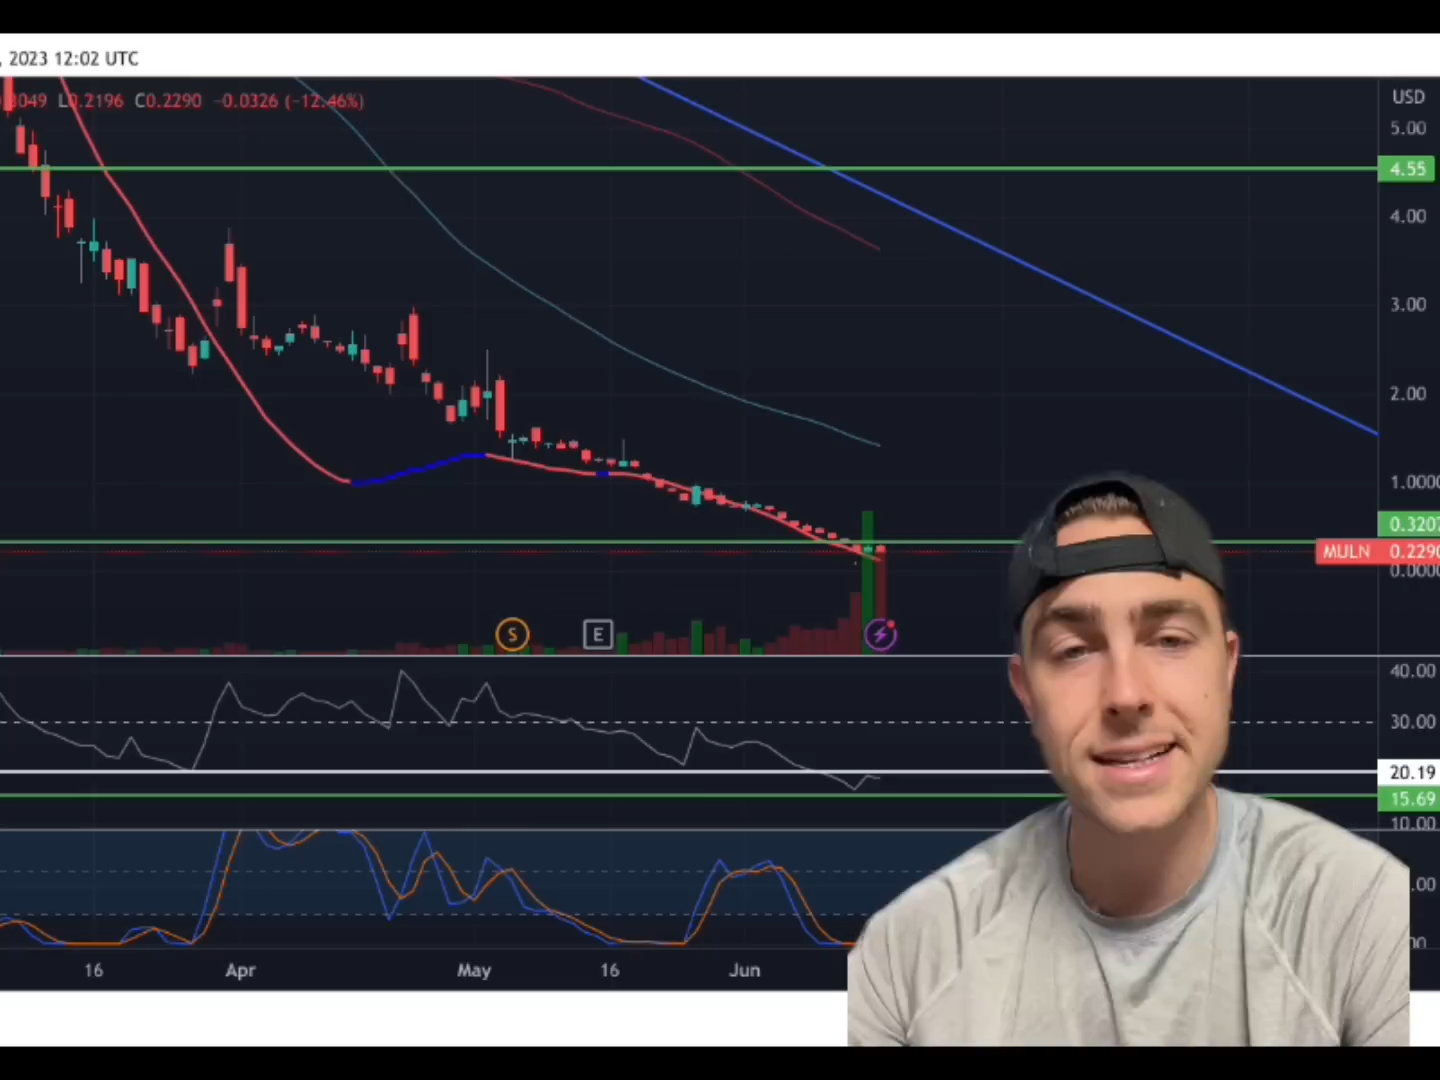 , 2023 12:02 UTC
3049 L0.2196 C0.2290 −0.0326 (−12.46%)
USD
5.00
4.55
4.00
3.00
2.00
1.0000
0.3207
MULN 0.2290
0.0000
S
E
40.00
30.00
20.19
15.69
10.00
.00
16 Apr May 16 Jun